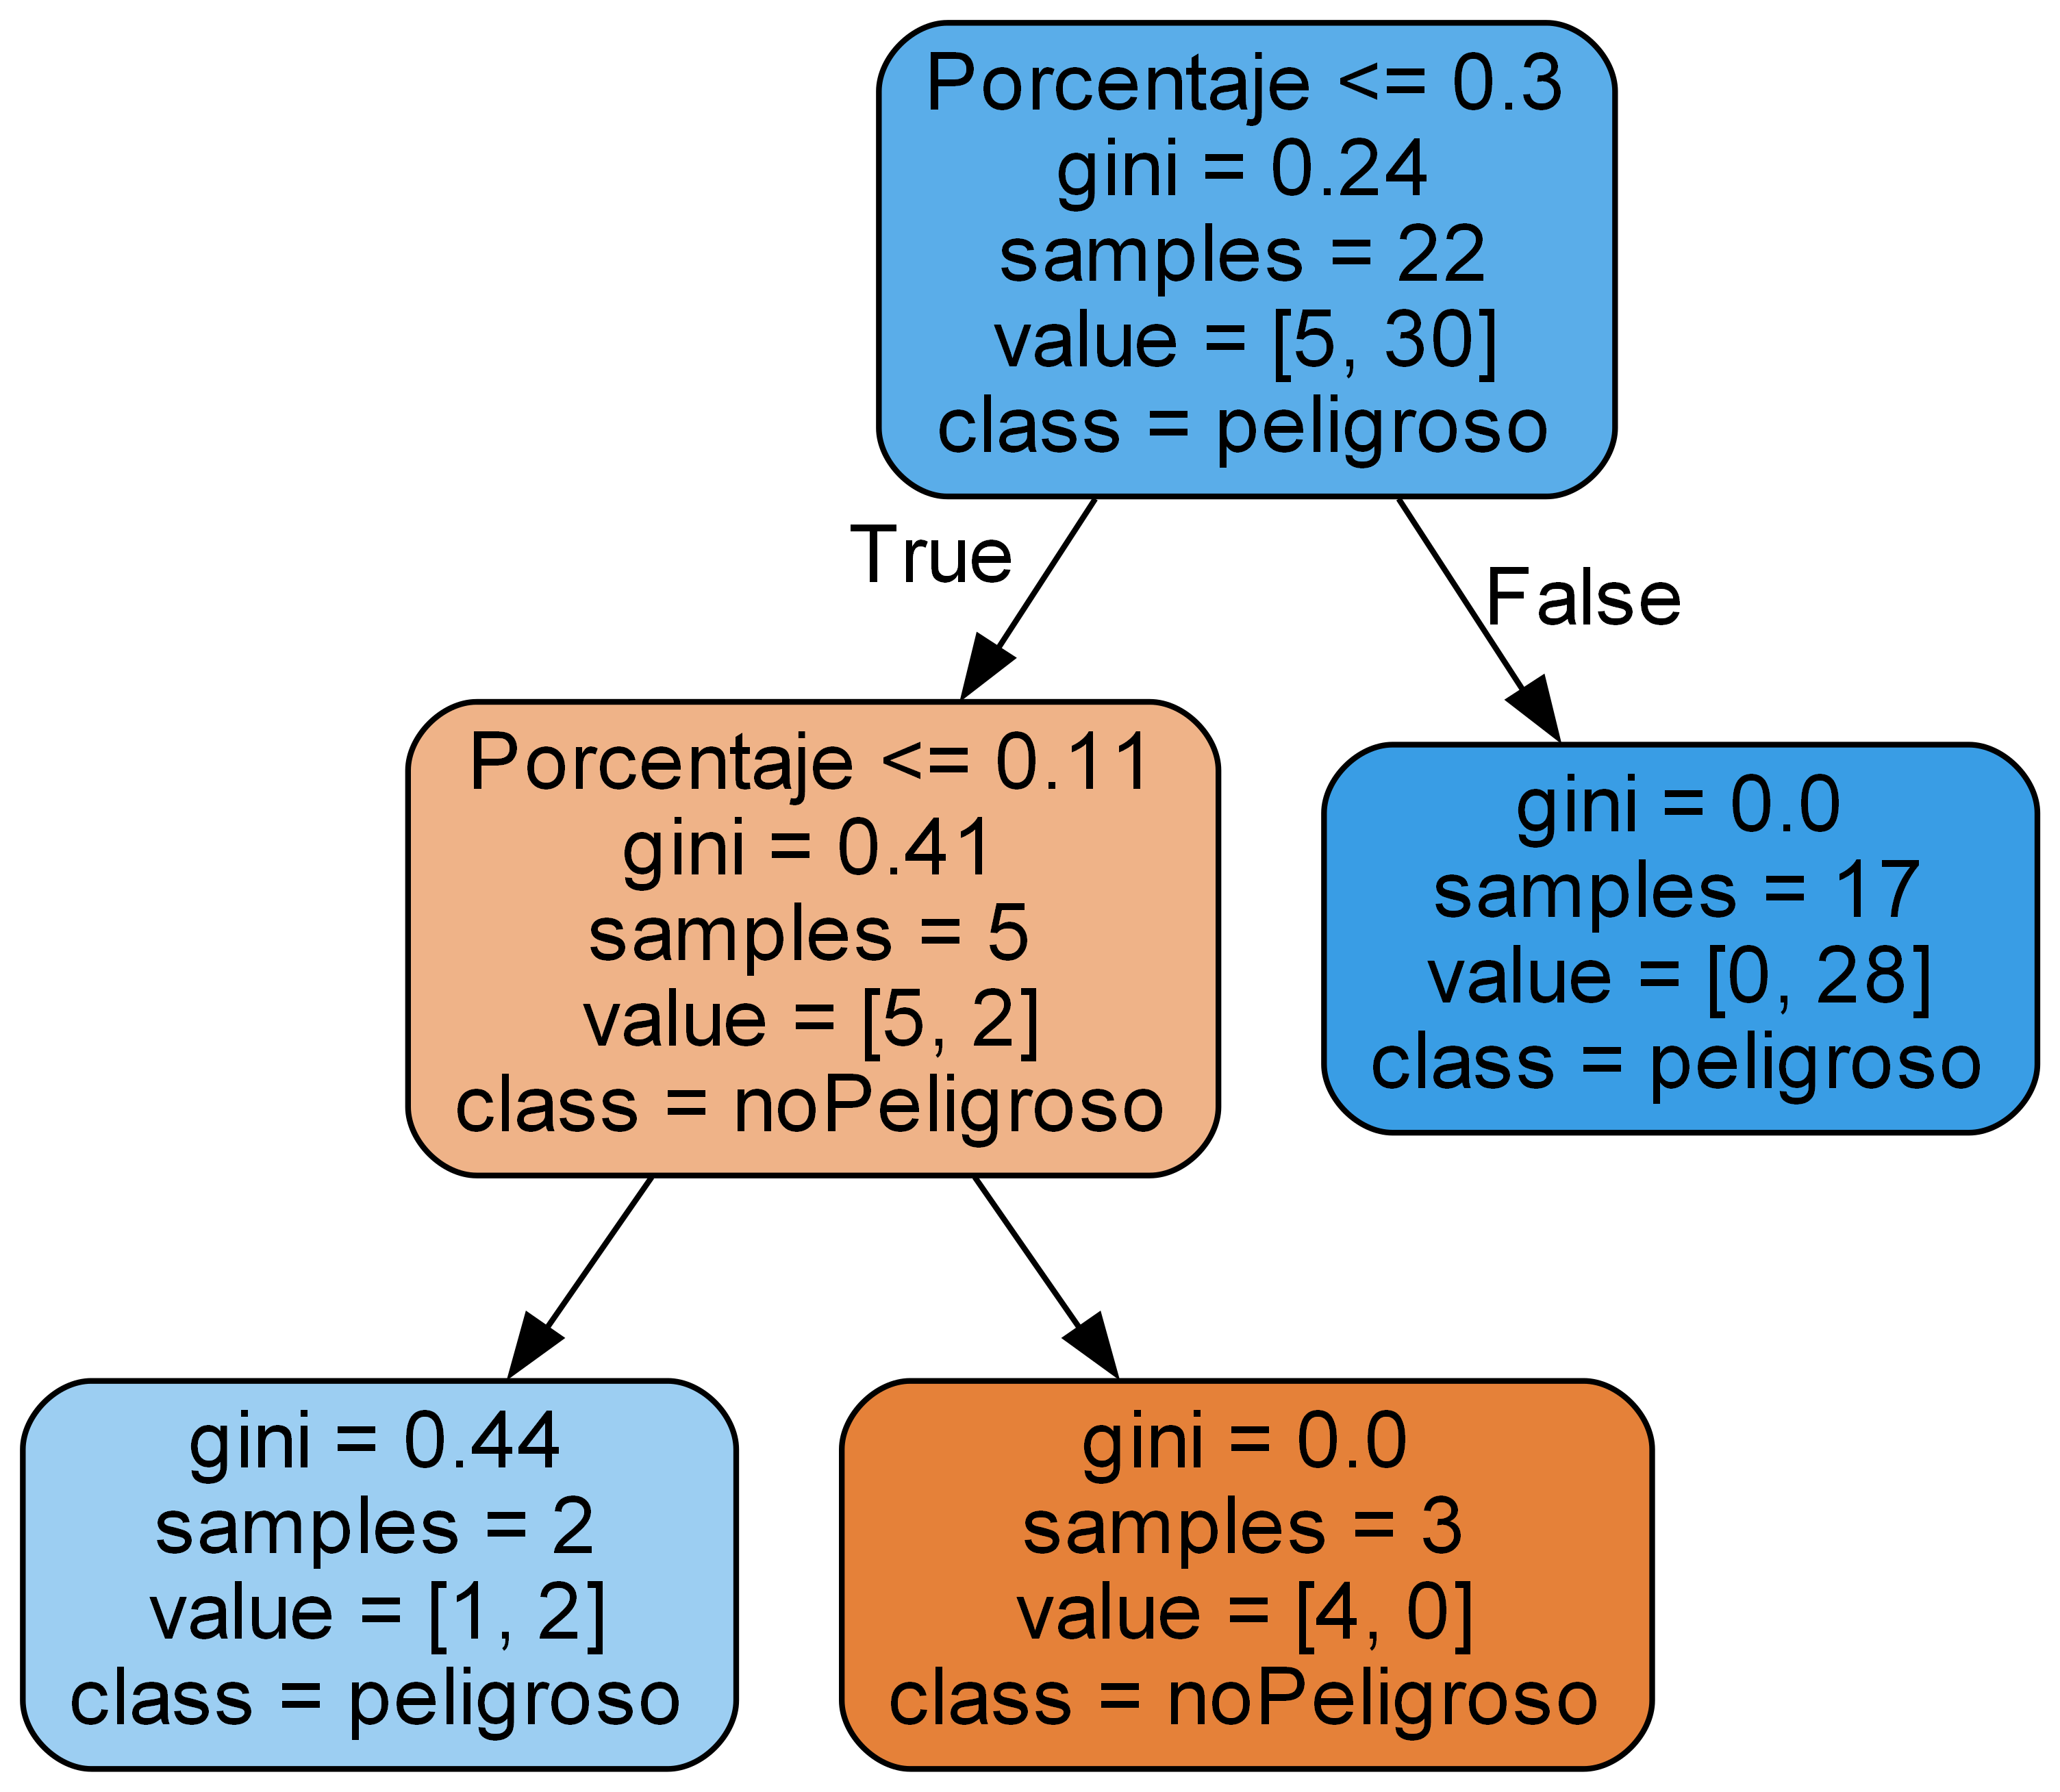 Porcentaje <= 0.3
gini = 0.24
samples = 22
value = [5, 30]
class = peligroso
True
False
Porcentaje <= 0.11
gini = 0.41
samples = 5
value = [5, 2]
class = noPeligroso
gini = 0.0
samples = 17
value = [0, 28]
class = peligroso
gini = 0.44
samples = 2
value = [1, 2]
class = peligroso
gini = 0.0
samples = 3
value = [4, 0]
class = noPeligroso